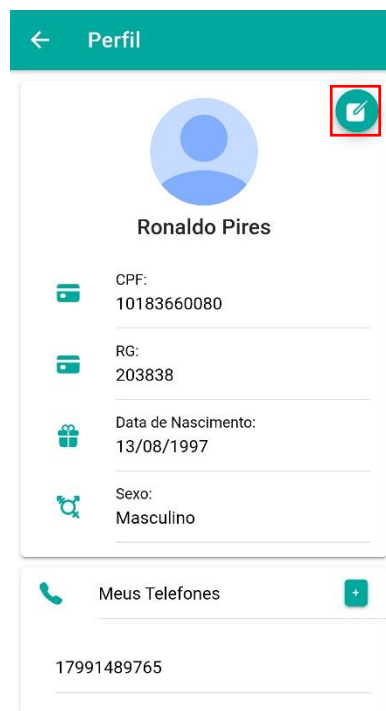 Perfil
Ronaldo Pires
CPF:
10183660080
RG:
203838
Data de Nascimento:
13/08/1997
Sexo:
Masculino
Meus Telefones
+
17991489765